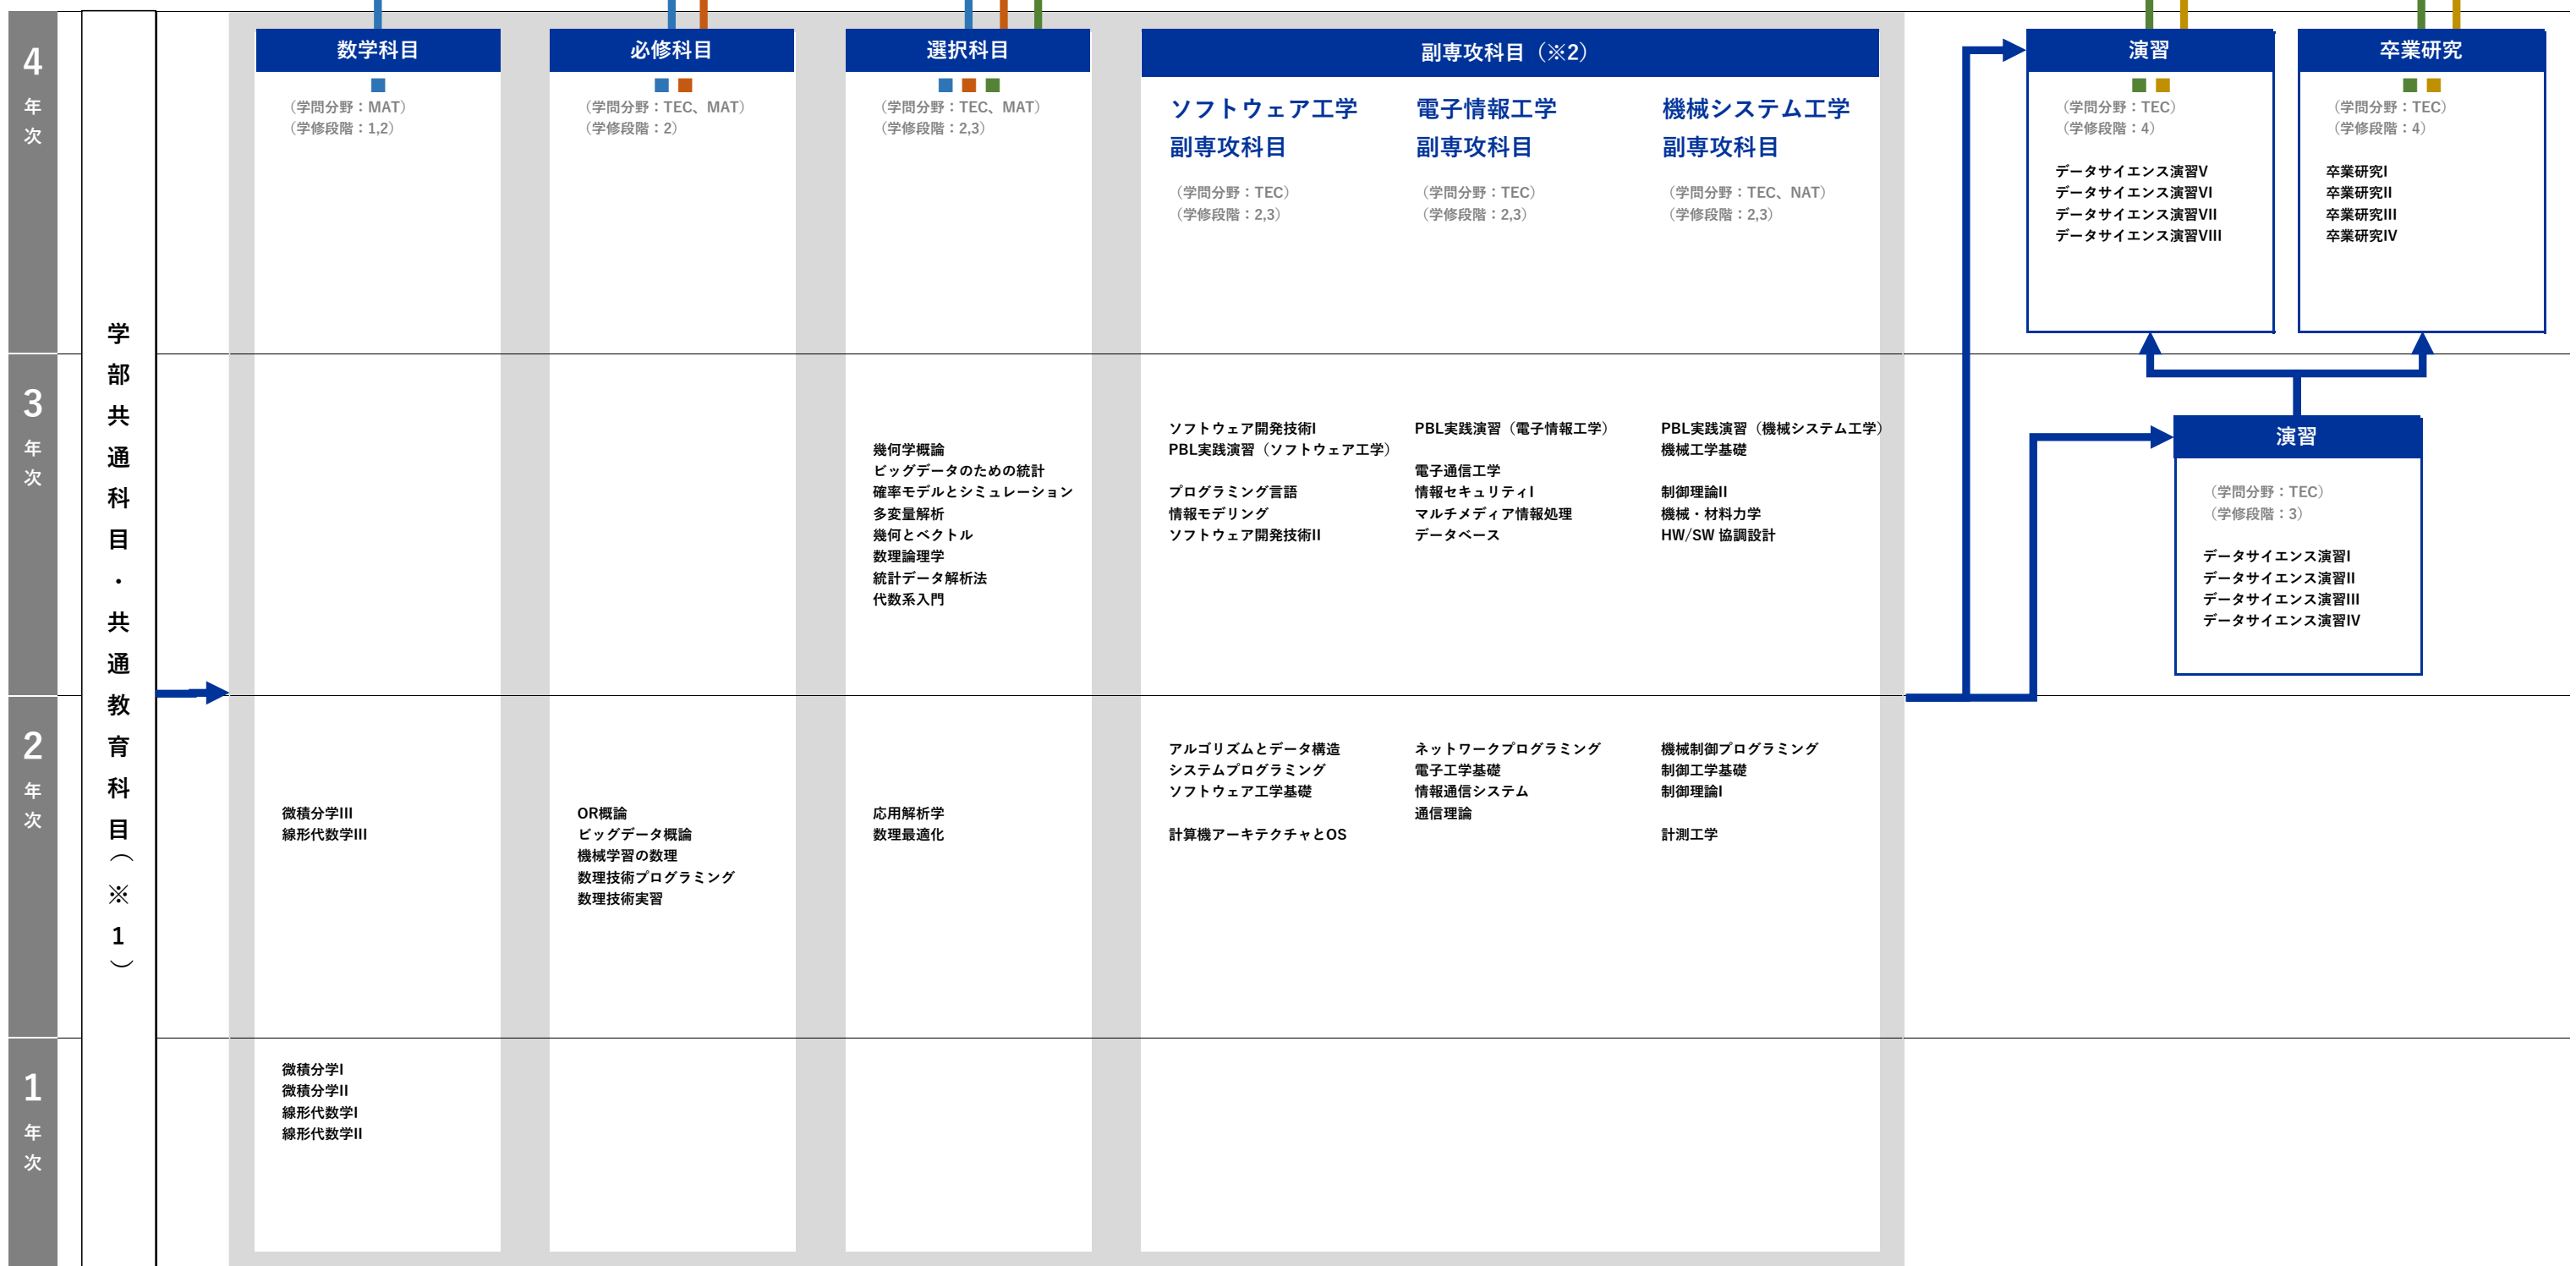 4年次
3年次
2年次
1年次
学部共通科目・共通教育科目（※1）
数学科目
（学問分野：MAT）
（学修段階：1,2）
微積分学III
線形代数学III
微積分学I
微積分学II
線形代数学I
線形代数学II
必修科目
（学問分野：TEC、MAT）
（学修段階：2）
OR概論
ビッグデータ概論
機械学習の数理
数理技術プログラミング
数理技術実習
選択科目
（学問分野：TEC、MAT）
（学修段階：2,3）
幾何学概論
ビッグデータのための統計
確率モデルとシミュレーション
多変量解析
幾何とベクトル
数理論理学
統計データ解析法
代数系入門
応用解析学
数理最適化
副専攻科目（※2）
ソフトウェア工学
副専攻科目
（学問分野：TEC）
（学修段階：2,3）
ソフトウェア開発技術I
PBL実践演習（ソフトウェア工学）
プログラミング言語
情報モデリング
ソフトウェア開発技術II
アルゴリズムとデータ構造
システムプログラミング
ソフトウェア工学基礎
計算機アーキテクチャとOS
電子情報工学
副専攻科目
（学問分野：TEC）
（学修段階：2,3）
PBL実践演習（電子情報工学）
電子通信工学
情報セキュリティI
マルチメディア情報処理
データベース
ネットワークプログラミング
電子工学基礎
情報通信システム
通信理論
機械システム工学
副専攻科目
（学問分野：TEC、NAT）
（学修段階：2,3）
PBL実践演習（機械システム工学）
機械工学基礎
制御理論II
機械・材料力学
HW/SW 協調設計
機械制御プログラミング
制御工学基礎
制御理論I
計測工学
演習
（学問分野：TEC）
（学修段階：4）
データサイエンス演習V
データサイエンス演習VI
データサイエンス演習VII
データサイエンス演習VIII
卒業研究
（学問分野：TEC）
（学修段階：4）
卒業研究I
卒業研究II
卒業研究III
卒業研究IV
演習
（学問分野：TEC）
（学修段階：3）
データサイエンス演習I
データサイエンス演習II
データサイエンス演習III
データサイエンス演習IV